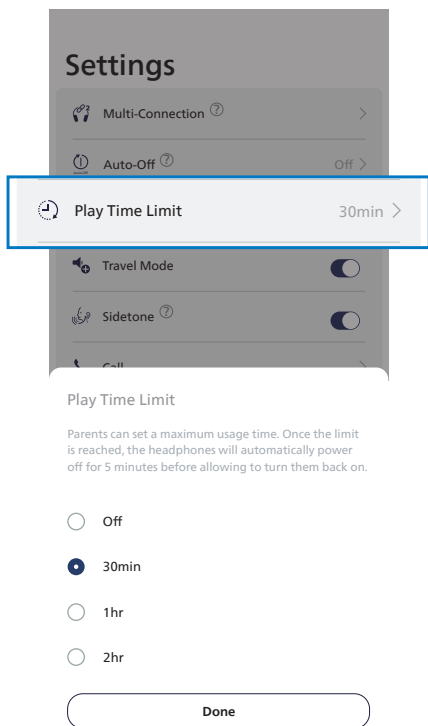 Settings
Multi-Connection ?
Auto-Off ? Off
Play Time Limit 30min
Travel Mode
Sidetone ?
Call
Play Time Limit
Parents can set a maximum usage time. Once the limit
is reached, the headphones will automatically power
off for 5 minutes before allowing to turn them back on.
Off
30min
1hr
2hr
Done